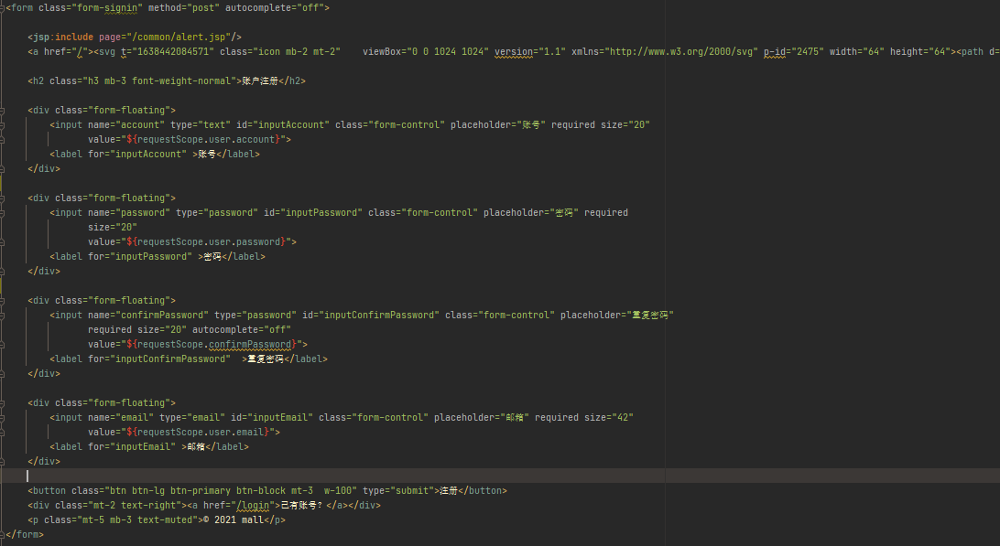 <form class="form-signin" method="post" autocomplete="off">
<jsp:include page="/common/alert.jsp"/>
<a href="/"><svg t="1638442084571" class="icon mb-2 mt-2"    viewBox="0 0 1024 1024" version="1.1" xmlns="http://www.w3.org/2000/svg" p-id="2475" width="64" height="64"><path d=
<h2 class="h3 mb-3 font-weight-normal">账户注册</h2>
<div class="form-floating">
<input name="account" type="text" id="inputAccount" class="form-control" placeholder="账号" required size="20"
value="${requestScope.user.account}">
<label for="inputAccount" >账号</label>
</div>
<div class="form-floating">
<input name="password" type="password" id="inputPassword" class="form-control" placeholder="密码" required
size="20"
value="${requestScope.user.password}">
<label for="inputPassword" >密码</label>
</div>
<div class="form-floating">
<input name="confirmPassword" type="password" id="inputConfirmPassword" class="form-control" placeholder="重复密码"
required size="20" autocomplete="off"
value="${requestScope.confirmPassword}">
<label for="inputConfirmPassword"  >重复密码</label>
</div>
<div class="form-floating">
<input name="email" type="email" id="inputEmail" class="form-control" placeholder="邮箱" required size="42"
value="${requestScope.user.email}">
<label for="inputEmail" >邮箱</label>
</div>
<button class="btn btn-lg btn-primary btn-block mt-3  w-100" type="submit">注册</button>
<div class="mt-2 text-right"><a href="/login">已有账号？</a></div>
<p class="mt-5 mb-3 text-muted">© 2021 mall</p>
</form>